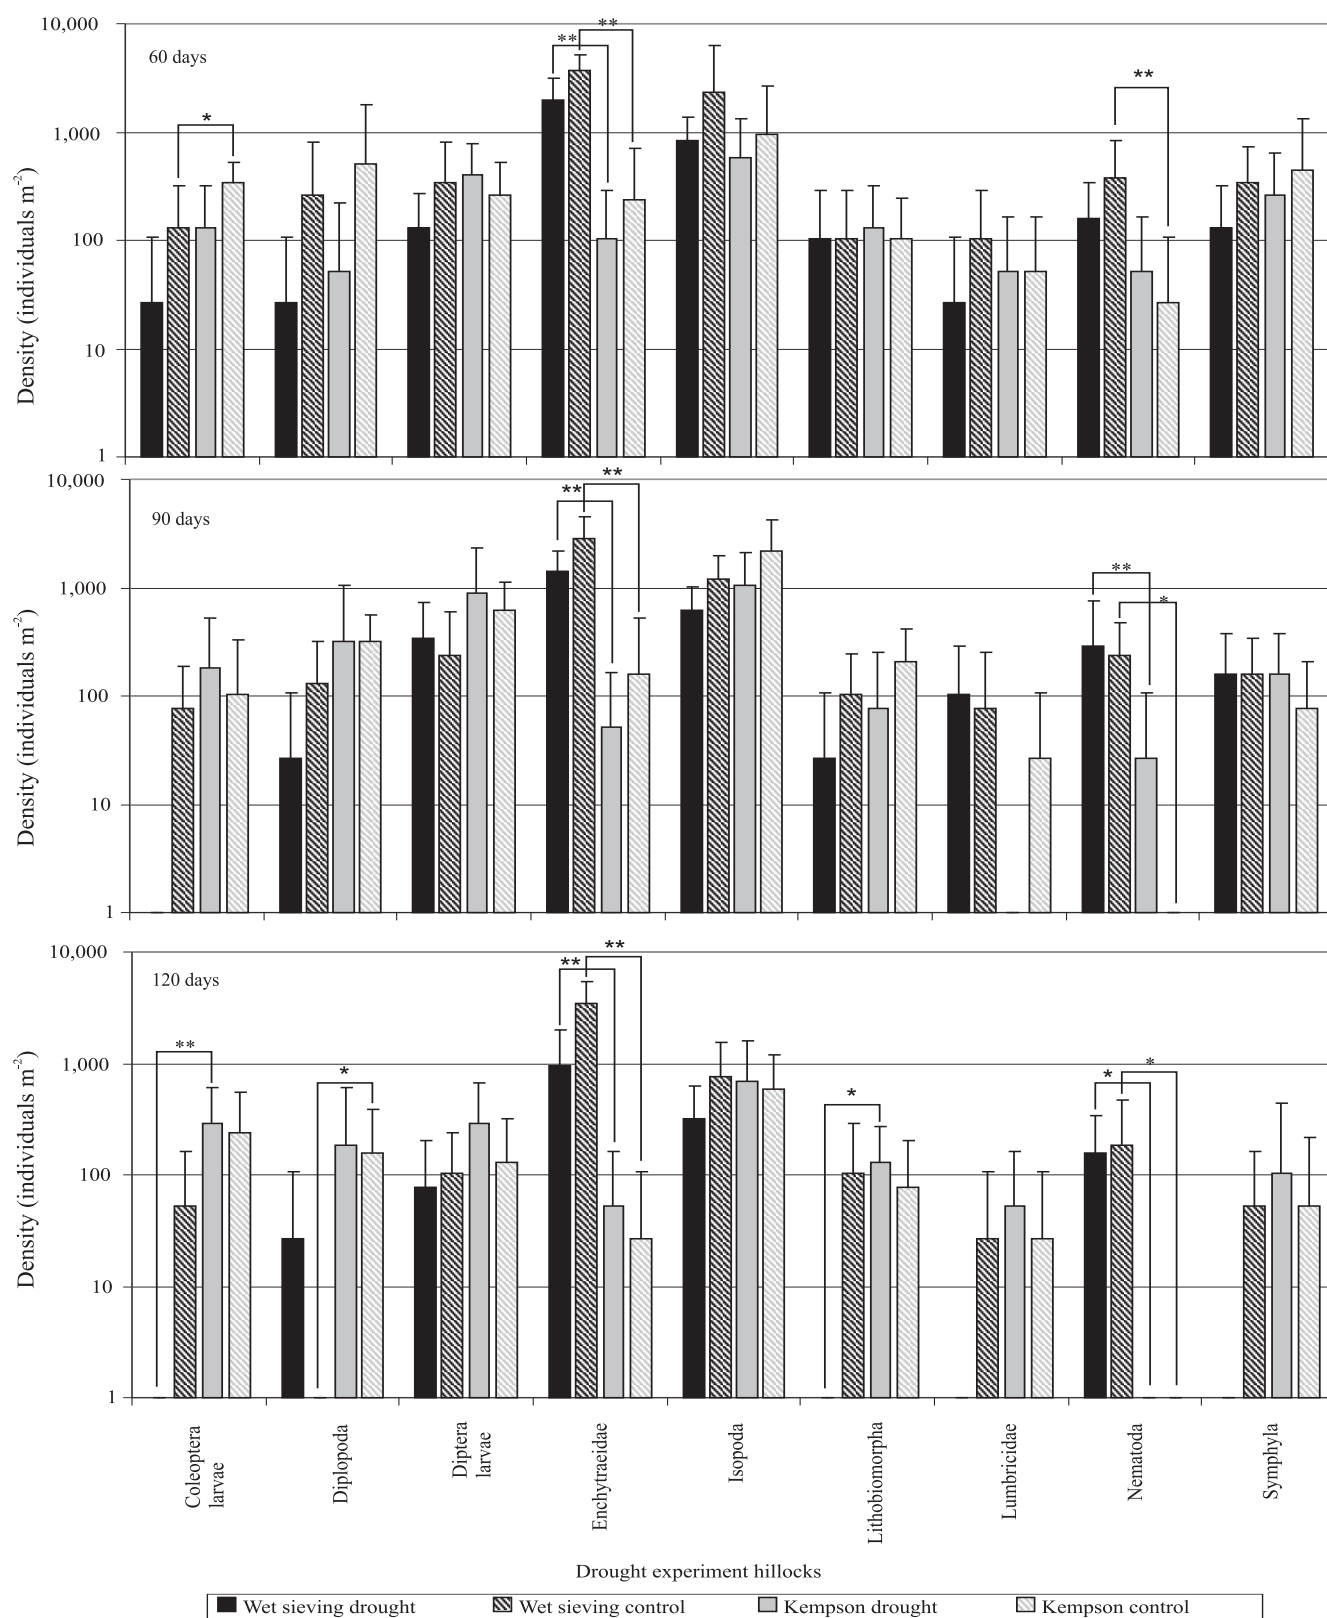 10,000
60 days
**
**
**
*
1,000
100
10
1
Density (individuals m-2)
10,000
90 days
**
**
1,000
**
*
100
10
1
Density (individuals m-2)
10,000
120 days
**
**
1,000
**
*
*
*
*
100
10
1
Density (individuals m-2)
Coleoptera
larvae
Diplopoda
Diptera
larvae
Enchytraeidae
Isopoda
Lithobiomorpha
Lumbricidae
Nematoda
Symphyla
Drought experiment hillocks
Wet sieving drought Wet sieving control Kempson drought Kempson control